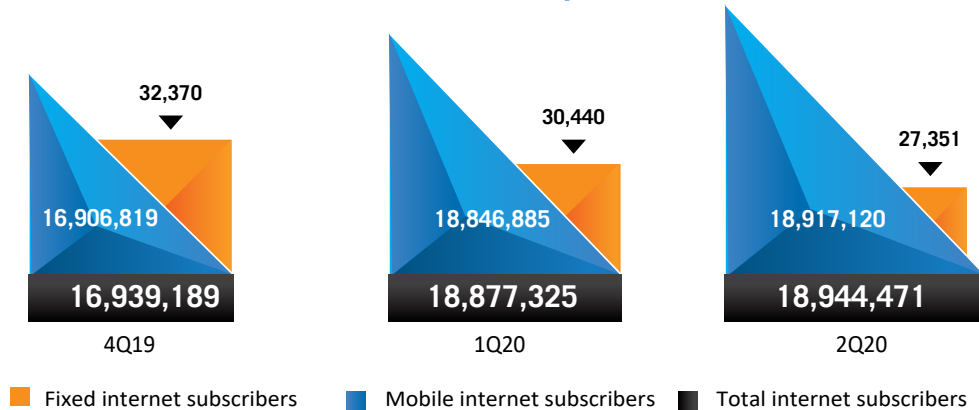 32,370
16,906,819
16,939,189
4Q19
30,440
18,846,885
18,877,325
1Q20
27,351
18,917,120
18,944,471
2Q20
Fixed internet subscribers
Mobile internet subscribers
Total internet subscribers